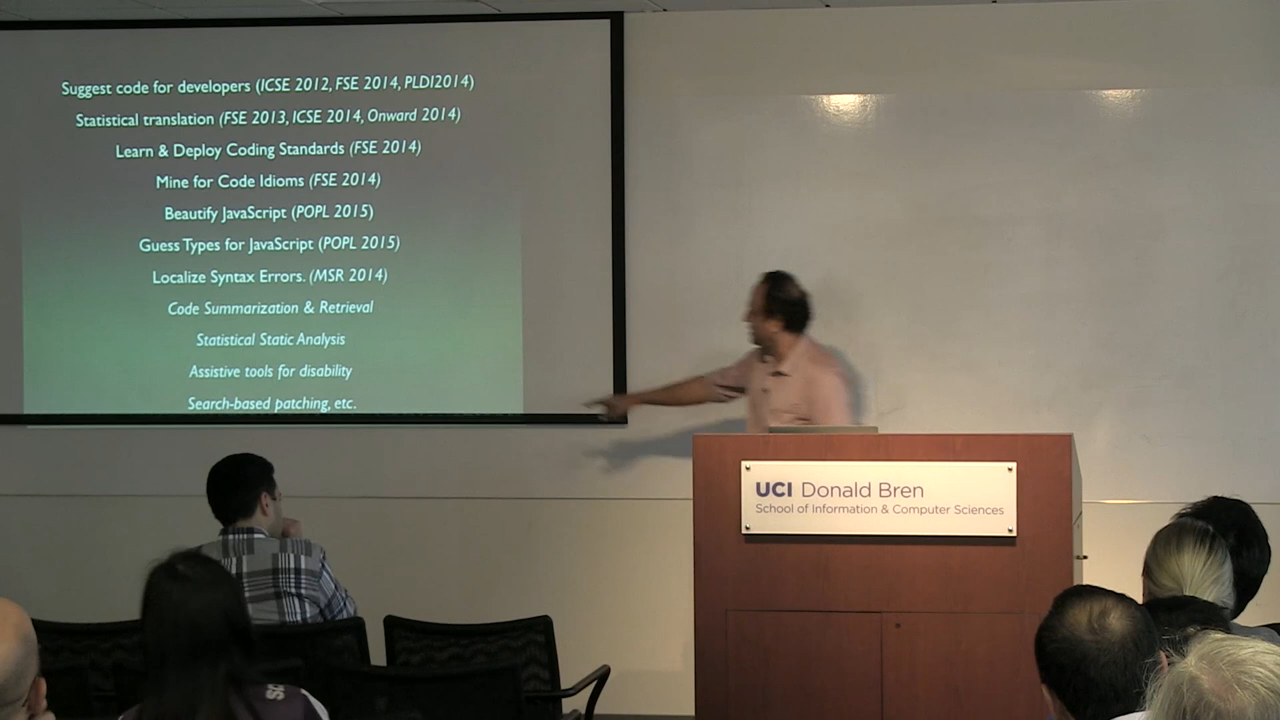 Suggest code for developers (ICSE 2012, FSE 2014, PLDI2014)
Statistical translation (FSE 2013, ICSE 2014, Onward 2014)
Learn & Deploy Coding Standards (FSE 2014)
Mine for Code Idioms (FSE 2014)
Beautify JavaScript (POPL 2015)
Guess Types for JavaScript (POPL 2015)
Localize Syntax Errors. (MSR 2014)
Code Summarization & Retrieval
Statistical Static Analysis
Assistive tools for disability
Search-based patching, etc.
UCI Donald Bren
School of Information & Computer Sciences